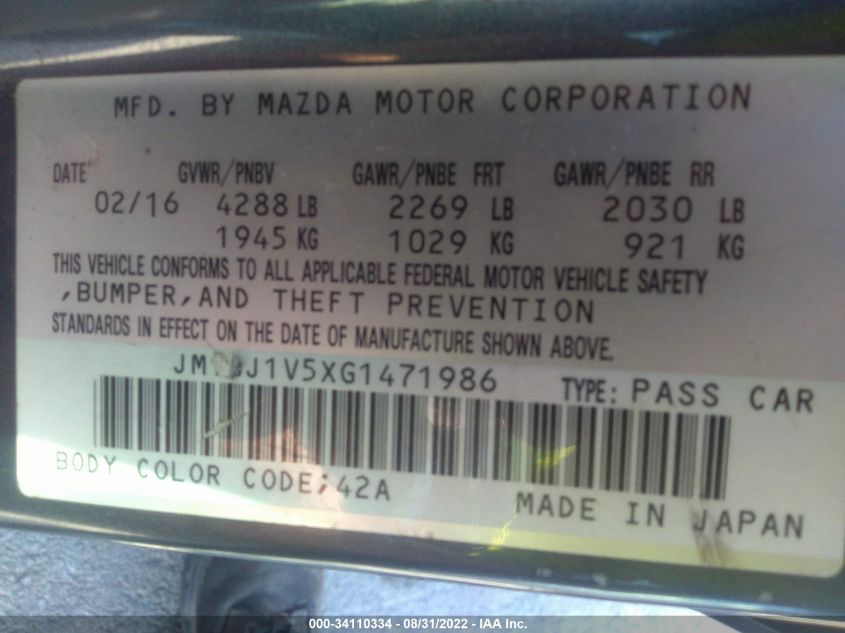 MFD. BY MAZDA MOTOR CORPORATION
DATE GVWR/PNBV GAWR/PNBE FRT GAWR/PNBE RR
02/16 4288 LB 2269 LB 2030 LB
1945 KG 1029 KG 921 KG
THIS VEHICLE CONFORMS TO ALL APPLICABLE FEDERAL MOTOR VEHICLE SAFETY
,BUMPER,AND THEFT PREVENTION
STANDARDS IN EFFECT ON THE DATE OF MANUFACTURE SHOWN ABOVE.
JM1GJ1V5XG1471986 TYPE: PASS CAR
BODY COLOR CODE;42A
MADE IN JAPAN
000-34110334 - 08/31/2022 - IAA Inc.